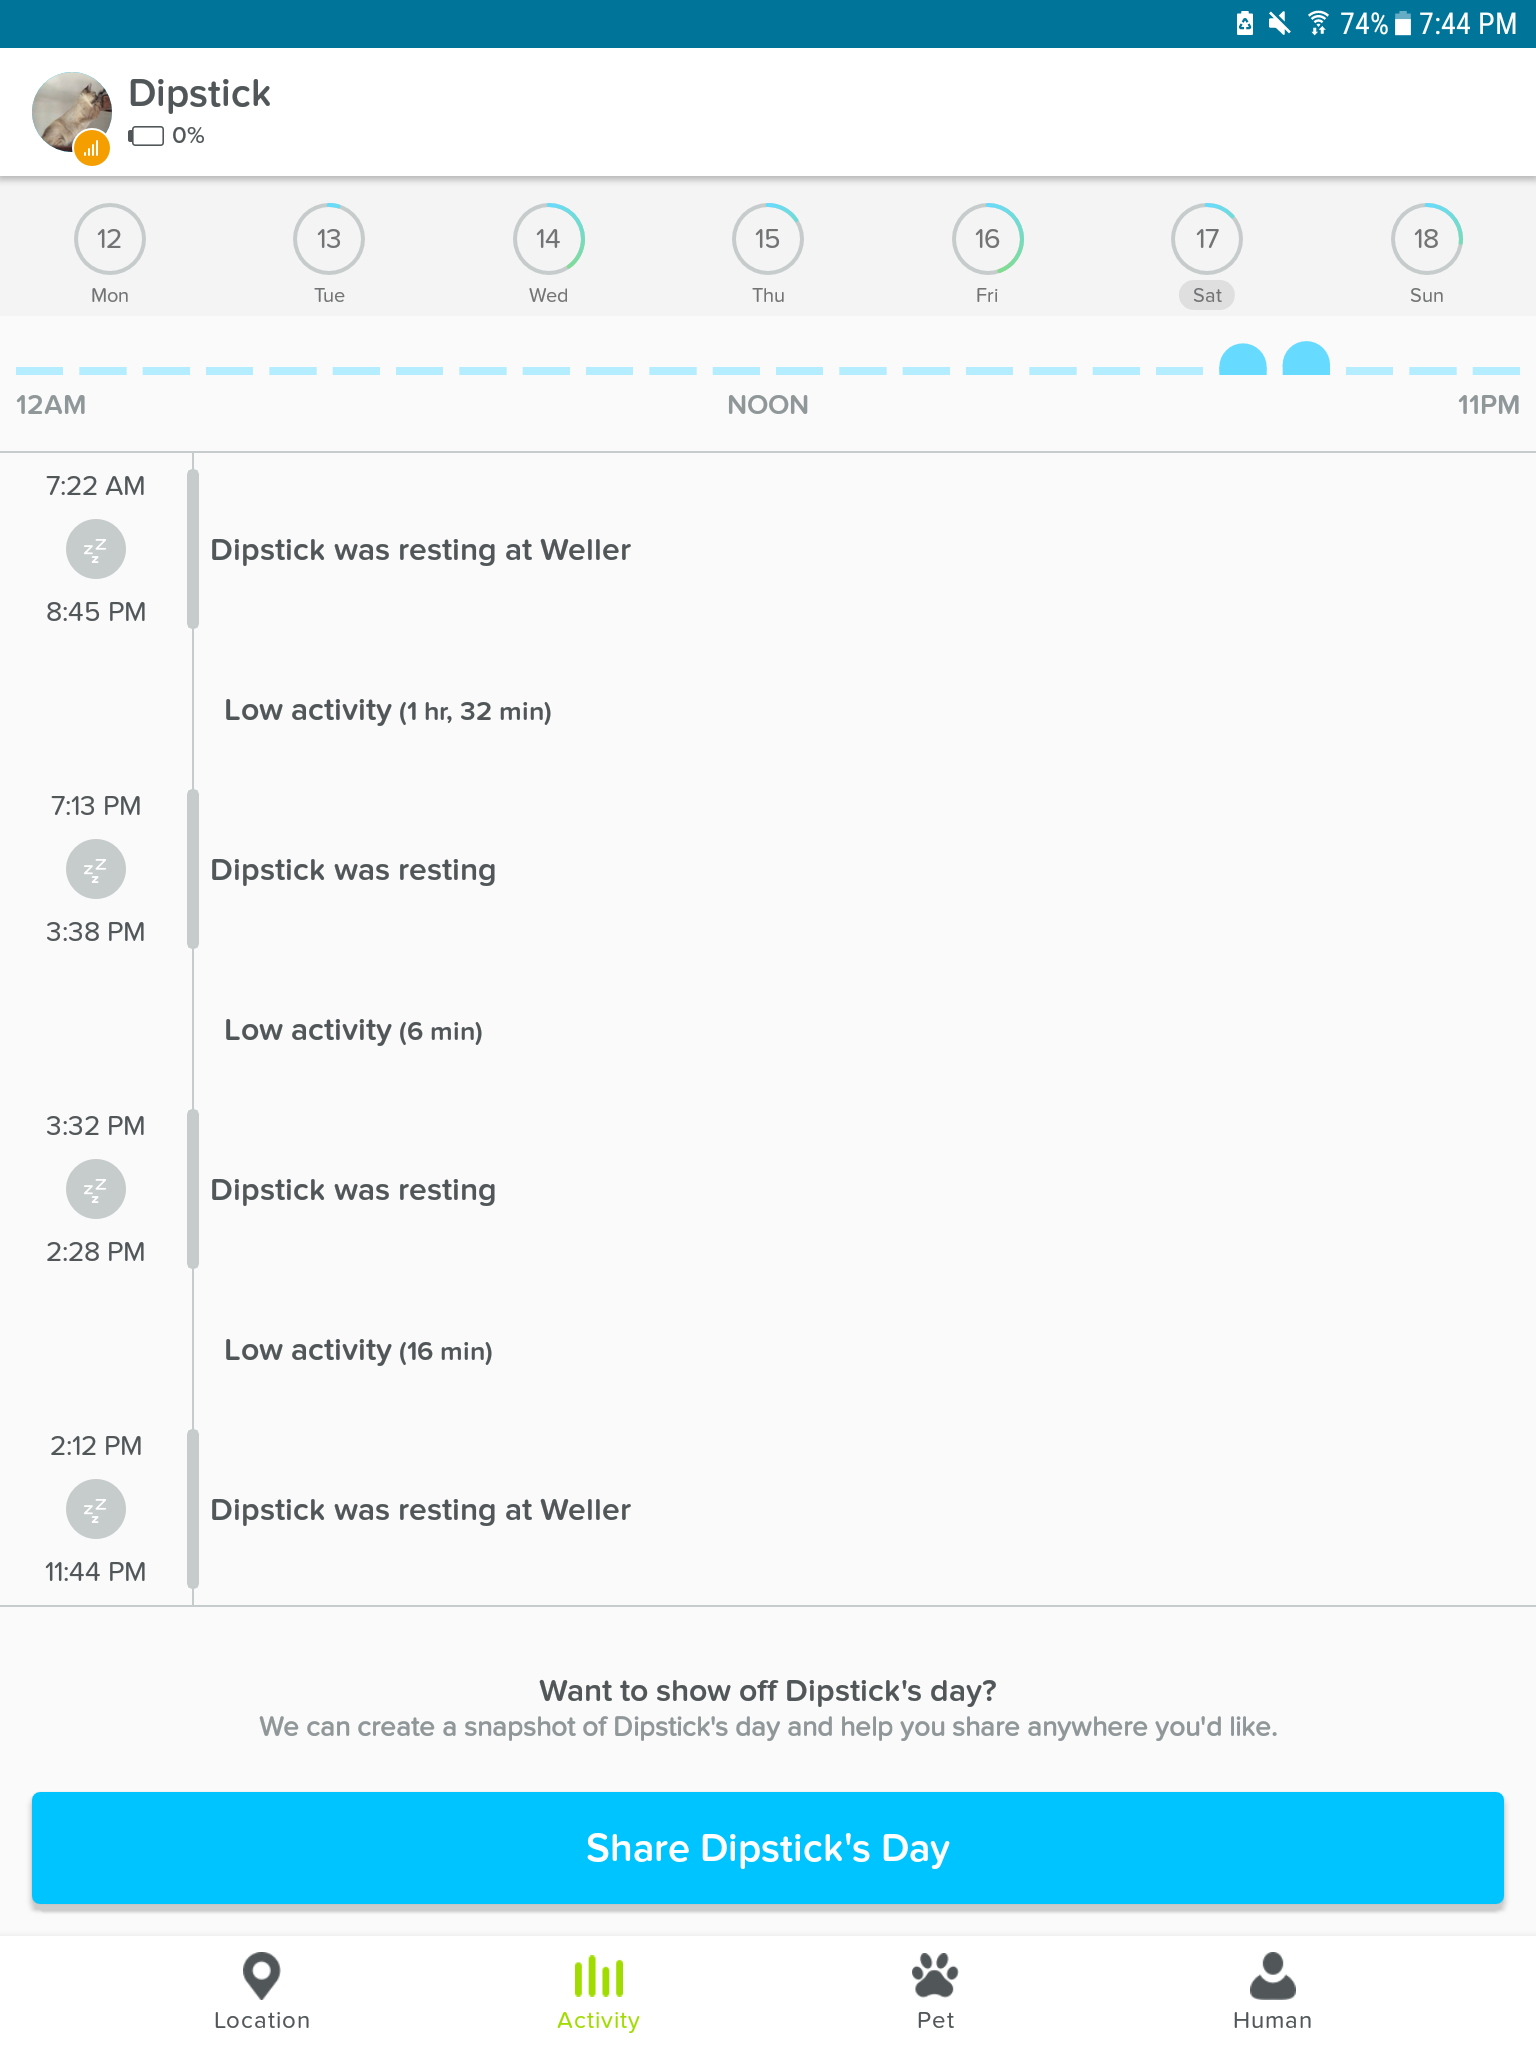 74% 7:44 PM
Dipstick
0%
12 13 14 15 16 17 18
Mon Tue Wed Thu Fri Sat Sun
12AM NOON 11PM
7:22 AM
zzz
Dipstick was resting at Weller
8:45 PM
Low activity (1 hr, 32 min)
7:13 PM
zzz
Dipstick was resting
3:38 PM
Low activity (6 min)
3:32 PM
zzz
Dipstick was resting
2:28 PM
Low activity (16 min)
2:12 PM
zzz
Dipstick was resting at Weller
11:44 PM
Want to show off Dipstick's day?
We can create a snapshot of Dipstick's day and help you share anywhere you'd like.
Share Dipstick's Day
Location Activity Pet Human